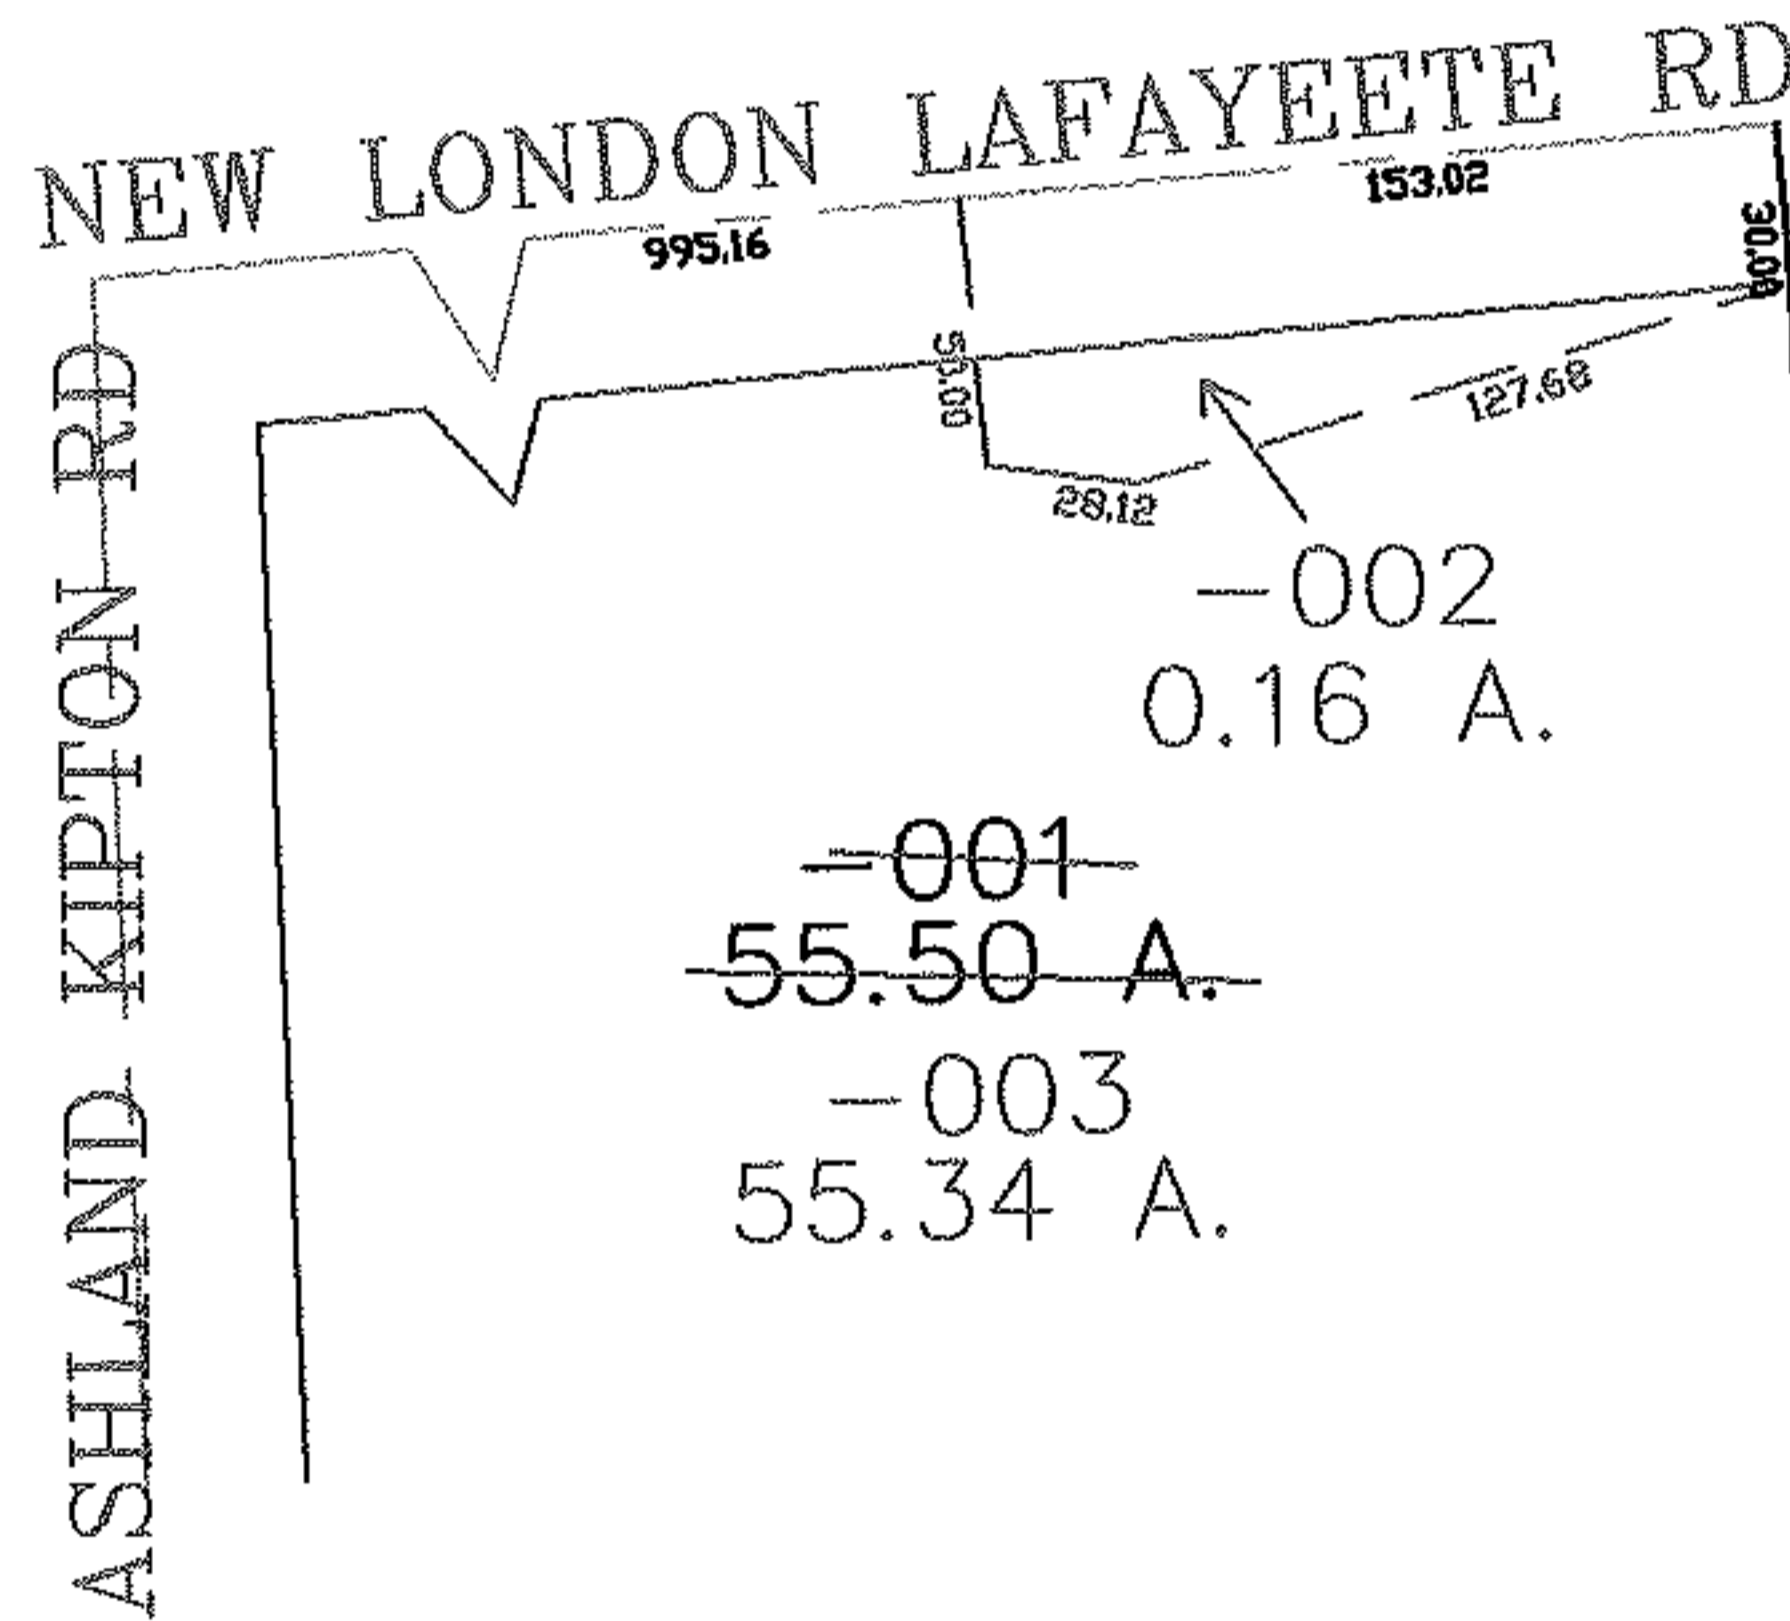 NEW LONDON LAFAYEETE RD
153.02
995.16
30.00
53.00
127.68
28.12
ASHLAND KIPTON RD
-002
0.16 A.
-001
55.50 A.
-003
55.34 A.